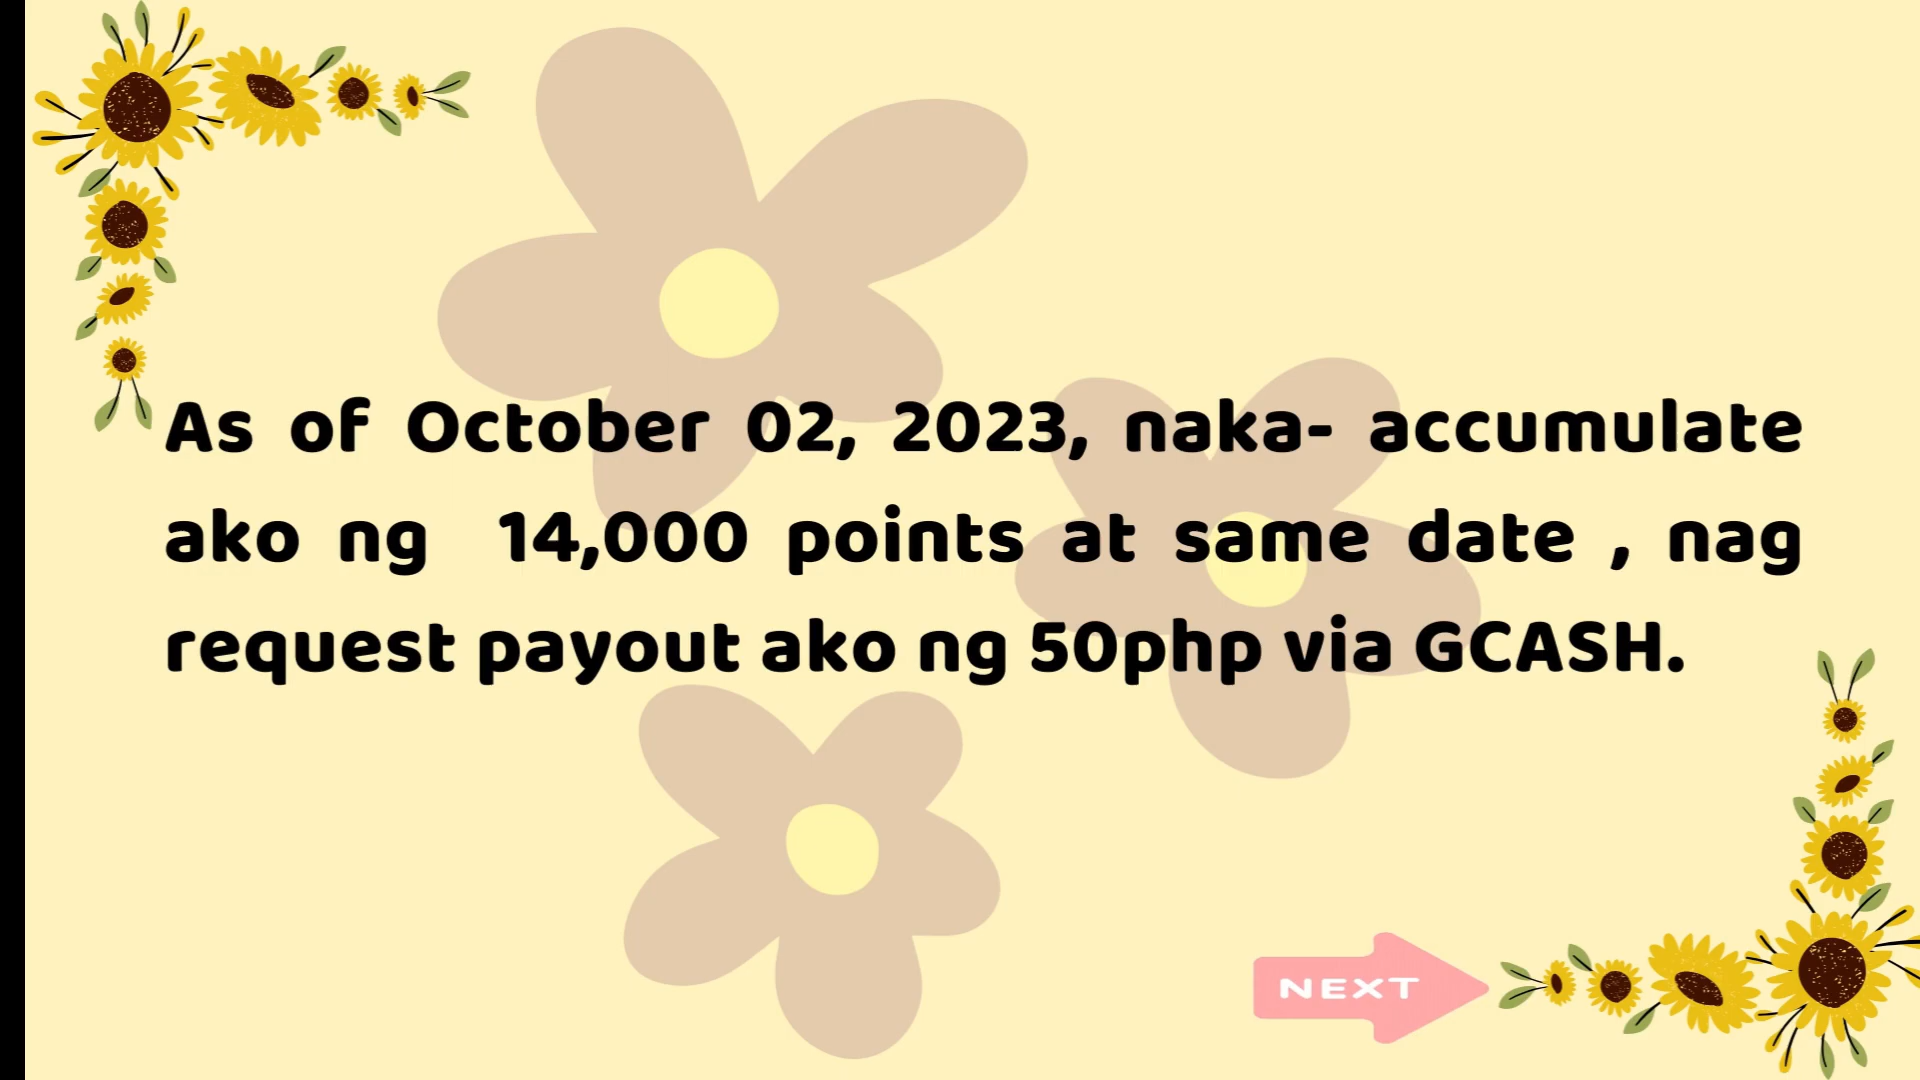 As of October 02, 2023, naka- accumulate
ako ng 14,000 points at same date , nag
request payout ako ng 50php via GCASH.
NEXT